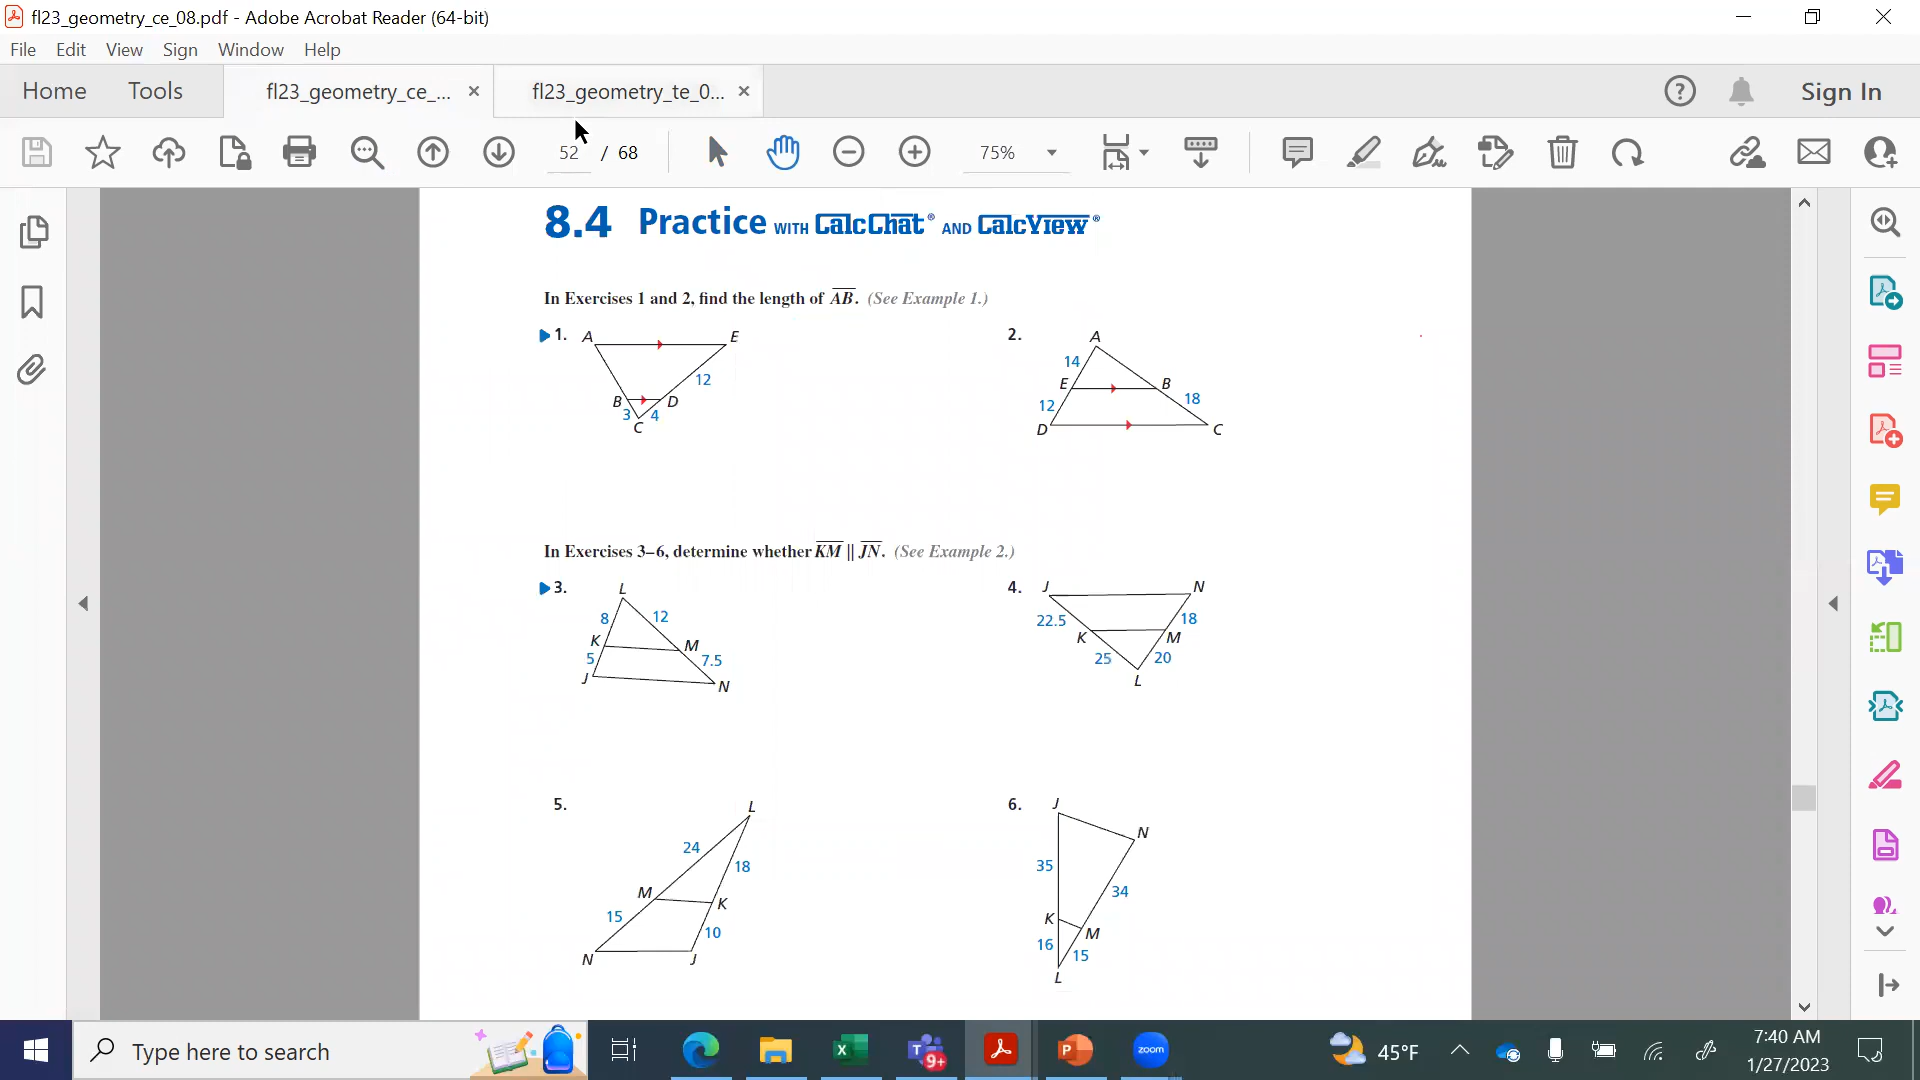 fl23_geometry_ce_08.pdf - Adobe Acrobat Reader (64-bit)
File Edit View Sign Window Help
Home Tools fl23_geometry_ce_... × fl23_geometry_te_0... × Sign In
52 / 68 75%
8.4 Practice WITH CalcChat® AND CalcView®
In Exercises 1 and 2, find the length of AB. (See Example 1.)
1. A E 12 B D 3 4 C
2. A 14 E B 12 18 D C
In Exercises 3–6, determine whether KM || JN. (See Example 2.)
3. L 8 12 K M 5 7.5 J N
4. J N 22.5 18 K M 25 20 L
5. L 24 18 M K 15 10 N J
6. J N 35 34 K M 16 15 L
Type here to search
9+
zoom
45°F
7:40 AM
1/27/2023